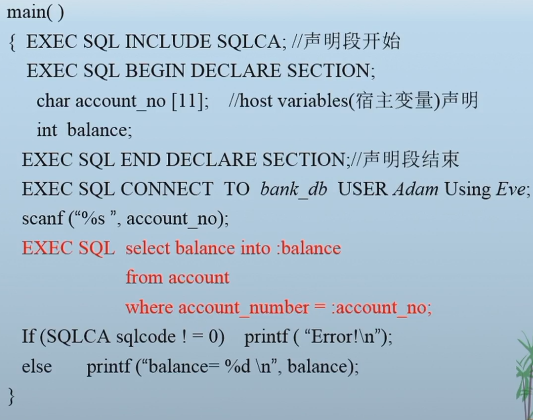 main( )
{ EXEC SQL INCLUDE SQLCA; //声明段开始
EXEC SQL BEGIN DECLARE SECTION;
char account_no [11]; //host variables(宿主变量)声明
int balance;
EXEC SQL END DECLARE SECTION;//声明段结束
EXEC SQL CONNECT TO bank_db USER Adam Using Eve;
scanf (“%s ”, account_no);
EXEC SQL select balance into :balance
from account
where account_number = :account_no;
If (SQLCA sqlcode ! = 0) printf ( “Error!\n”);
else printf (“balance= %d \n”, balance);
}